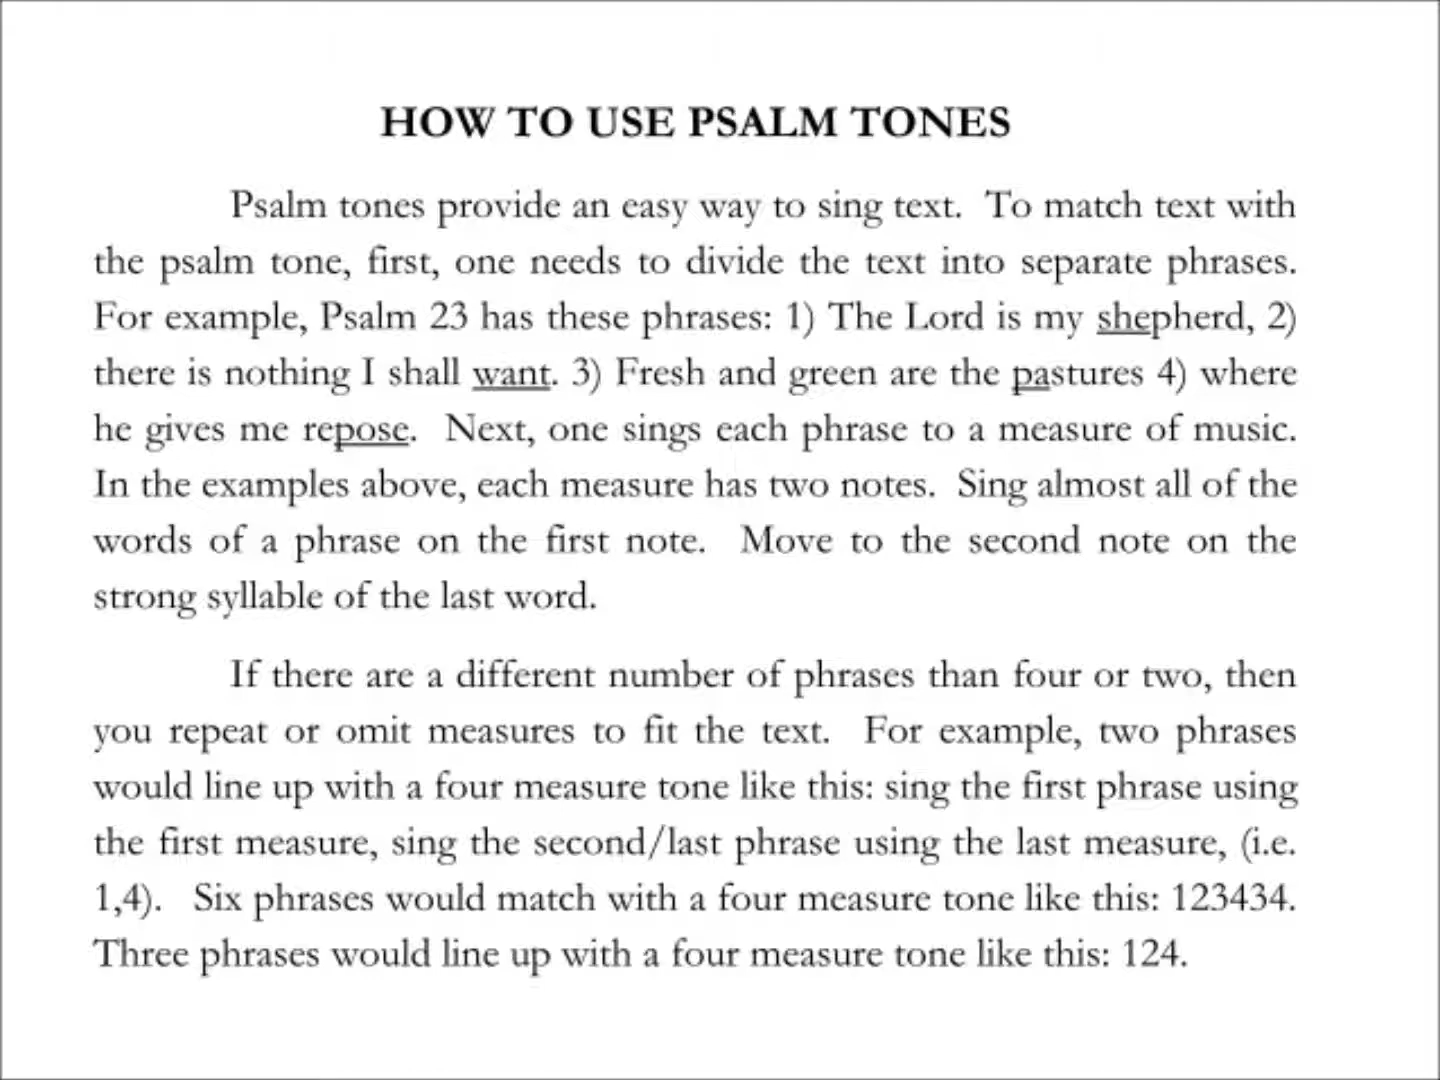 HOW TO USE PSALM TONES
Psalm tones provide an easy way to sing text. To match text with
the psalm tone, first, one needs to divide the text into separate phrases.
For example, Psalm 23 has these phrases: 1) The Lord is my shepherd, 2)
there is nothing I shall want. 3) Fresh and green are the pastures 4) where
he gives me repose. Next, one sings each phrase to a measure of music.
In the examples above, each measure has two notes. Sing almost all of the
words of a phrase on the first note. Move to the second note on the
strong syllable of the last word.
If there are a different number of phrases than four or two, then
you repeat or omit measures to fit the text. For example, two phrases
would line up with a four measure tone like this: sing the first phrase using
the first measure, sing the second/last phrase using the last measure, (i.e.
1,4). Six phrases would match with a four measure tone like this: 123434.
Three phrases would line up with a four measure tone like this: 124.